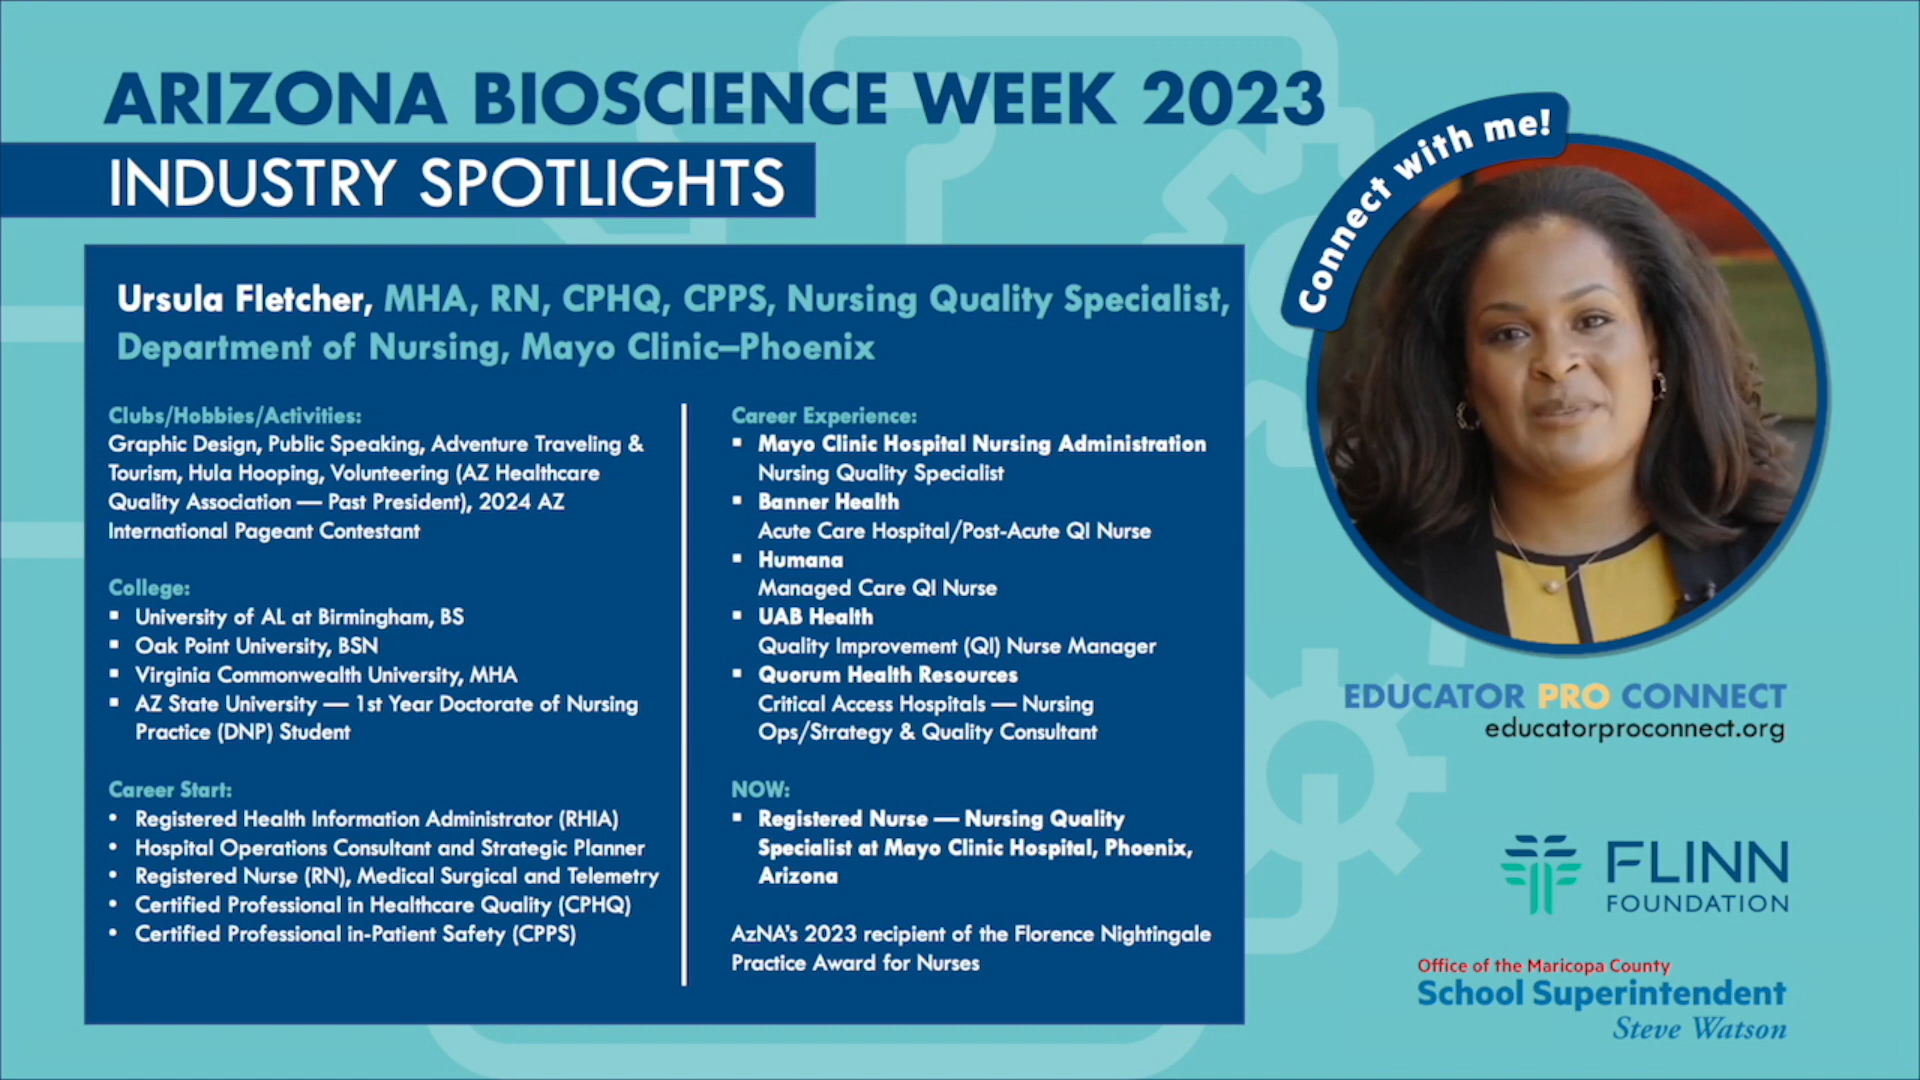 ARIZONA BIOSCIENCE WEEK 2023
INDUSTRY SPOTLIGHTS
Connect with me!
Ursula Fletcher, MHA, RN, CPHQ, CPPS, Nursing Quality Specialist,
Department of Nursing, Mayo Clinic–Phoenix
Clubs/Hobbies/Activities:
Graphic Design, Public Speaking, Adventure Traveling &
Tourism, Hula Hooping, Volunteering (AZ Healthcare
Quality Association — Past President), 2024 AZ
International Pageant Contestant
College:
▪ University of AL at Birmingham, BS
▪ Oak Point University, BSN
▪ Virginia Commonwealth University, MHA
▪ AZ State University — 1st Year Doctorate of Nursing
Practice (DNP) Student
Career Start:
• Registered Health Information Administrator (RHIA)
• Hospital Operations Consultant and Strategic Planner
• Registered Nurse (RN), Medical Surgical and Telemetry
• Certified Professional in Healthcare Quality (CPHQ)
• Certified Professional in-Patient Safety (CPPS)
Career Experience:
▪ Mayo Clinic Hospital Nursing Administration
Nursing Quality Specialist
▪ Banner Health
Acute Care Hospital/Post-Acute QI Nurse
▪ Humana
Managed Care QI Nurse
▪ UAB Health
Quality Improvement (QI) Nurse Manager
▪ Quorum Health Resources
Critical Access Hospitals — Nursing
Ops/Strategy & Quality Consultant
NOW:
▪ Registered Nurse — Nursing Quality
Specialist at Mayo Clinic Hospital, Phoenix,
Arizona
AzNA's 2023 recipient of the Florence Nightingale
Practice Award for Nurses
EDUCATOR PRO CONNECT
educatorproconnect.org
FLINN
FOUNDATION
Office of the Maricopa County
School Superintendent
Steve Watson